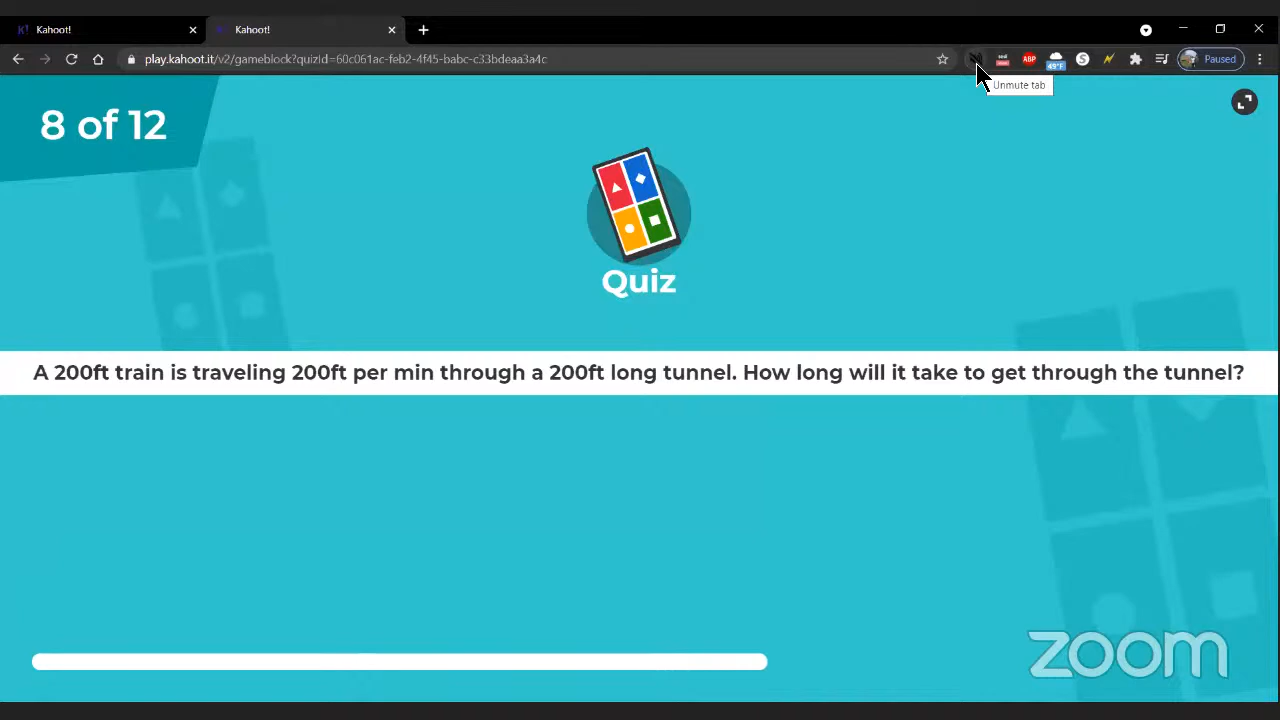 Kahoot!
Kahoot!
play.kahoot.it/v2/gameblock?quizId=60c061ac-feb2-4f45-babc-c33bdeaa3a4c
ABP
49°F
S
Paused
Unmute tab
8 of 12
Quiz
A 200ft train is traveling 200ft per min through a 200ft long tunnel. How long will it take to get through the tunnel?
zoom